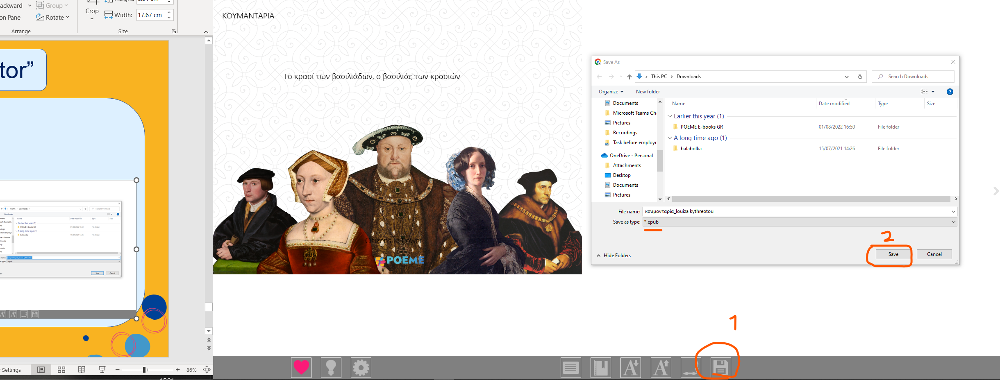 ackward
Group
Crop
on Pane
Rotate
Width:
17.67 cm
Arrange
Size
tor”
Settings
86%
ΚΟΥΜΑΝΤΑΡΙΑ
Το κρασί των βασιλιάδων, ο βασιλιάς των κρασιών
Citizens in Power
POEME
Save As
This PC
Downloads
Search Downloads
Organize
New folder
Documents
Microsoft Teams Ch
Pictures
Recordings
Task before employr
OneDrive - Personal
Attachments
Desktop
Documents
Pictures
Name
Date modified
Type
Size
Earlier this year (1)
POEME E-books GR
01/08/2022 16:50
File folder
A long time ago (1)
balabolka
15/07/2021 14:26
File folder
File name:
κουμανταρία_louiza kythreotou
Save as type:
*.epub
2
Hide Folders
Save
Cancel
1